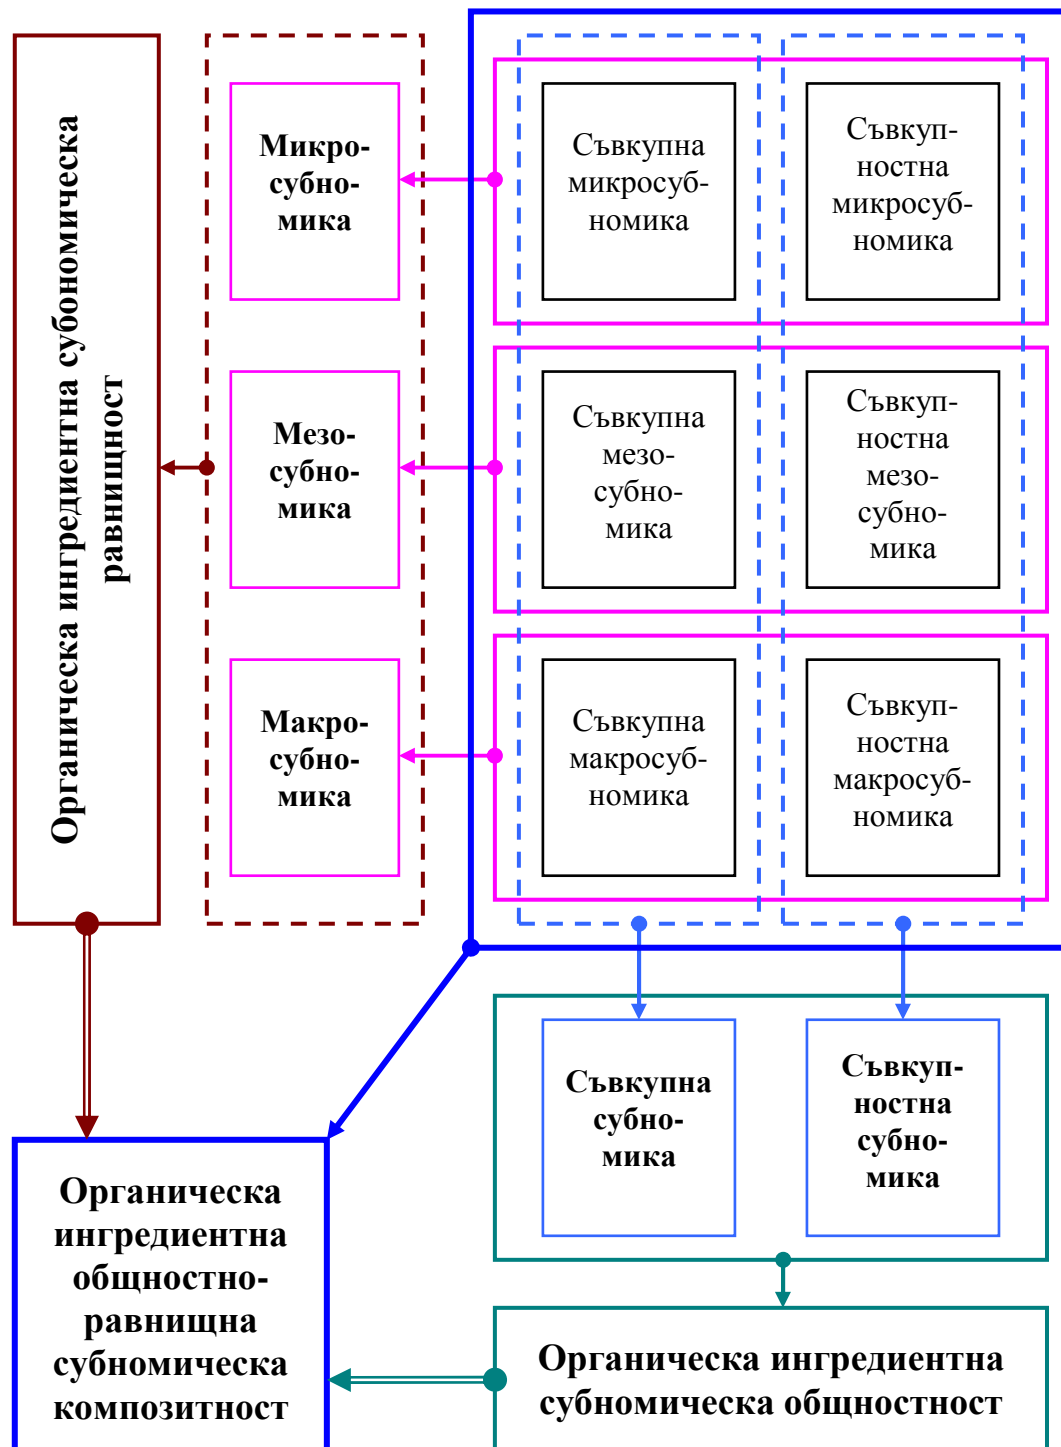 Органическа ингредиентна субономическа
равнищност
Микро-
субно-
мика
Съвкупна
микросуб-
номика
Съвкуп-
ностна
микросуб-
номика
Мезо-
субно-
мика
Съвкупна
мезо-
субно-
мика
Съвкуп-
ностна
мезо-
субно-
мика
Макро-
субно-
мика
Съвкупна
макросуб-
номика
Съвкуп-
ностна
макросуб-
номика
Съвкупна
субно-
мика
Съвкуп-
ностна
субно-
мика
Органическа
ингредиентна
общностно-
равнищна
субномическа
композитност
Органическа ингредиентна
субномическа общностност